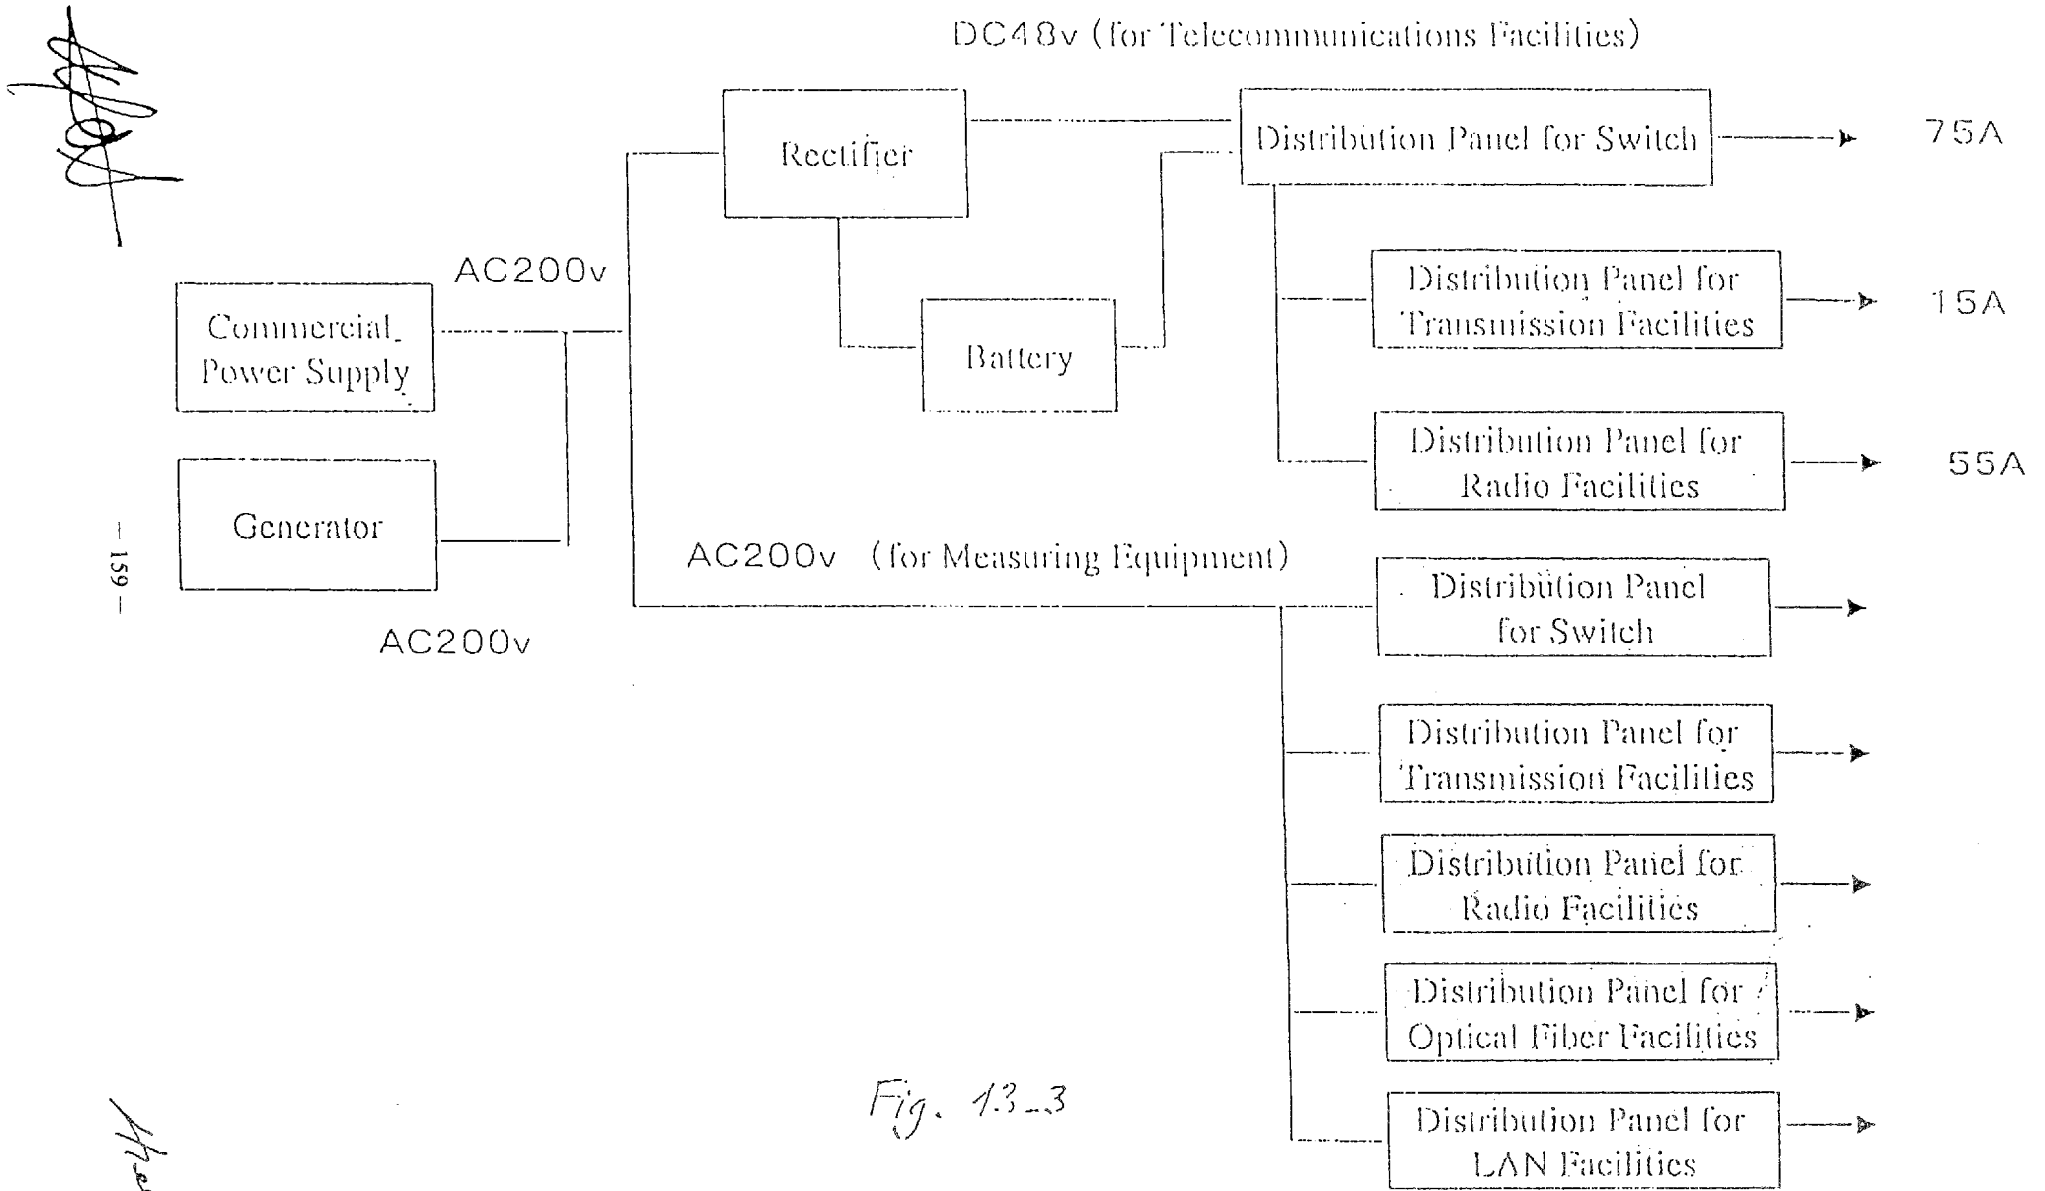 DC48v (for Telecommunications Facilities)
Rectifier
Distribution Panel for Switch
75A
AC200v
Commercial
Power Supply
Distribution Panel for
Transmission Facilities
15A
Battery
Distribution Panel for
Radio Facilities
55A
Generator
AC200v
AC200v (for Measuring Equipment)
Distribution Panel
for Switch
Distribution Panel for
Transmission Facilities
Distribution Panel for
Radio Facilities
Distribution Panel for
Optical Fiber Facilities
Distribution Panel for
LAN Facilities
Fig. 13-3
- 159 -